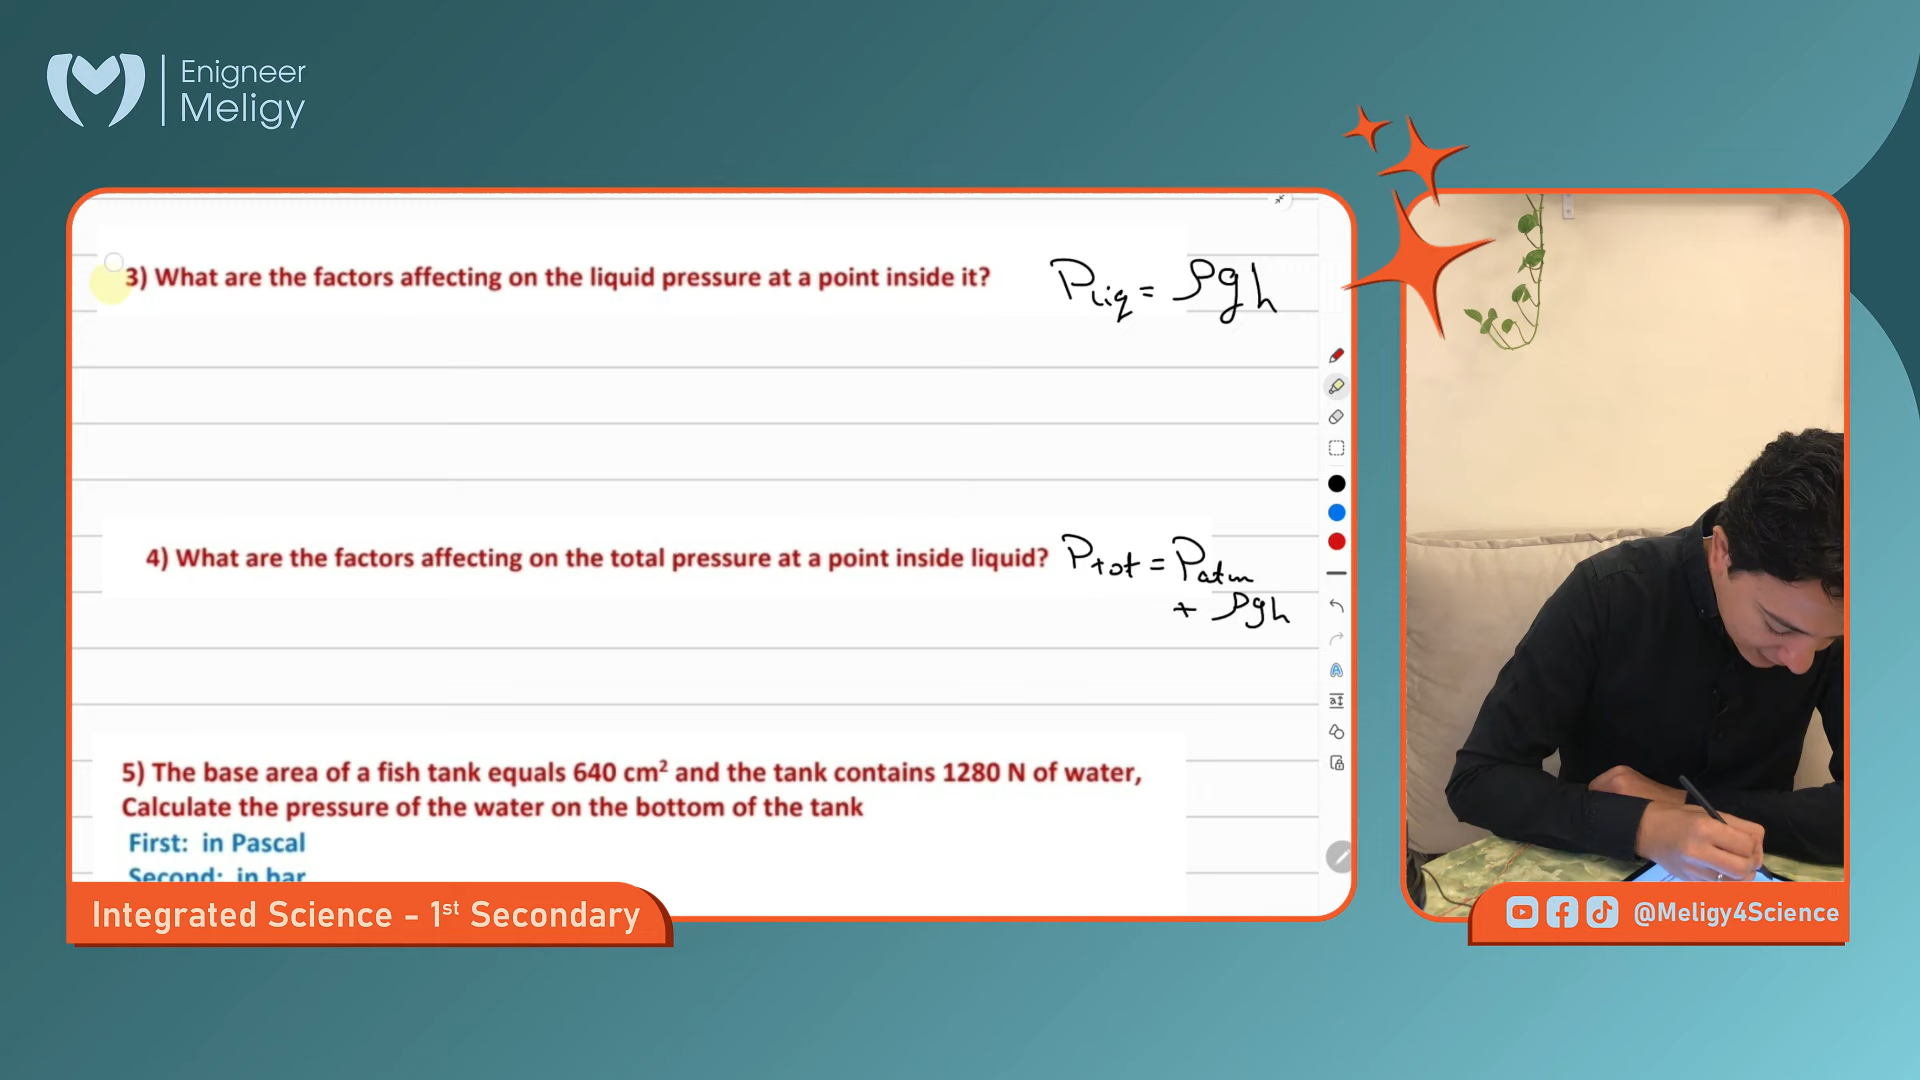 Enigneer
Meligy
3) What are the factors affecting on the liquid pressure at a point inside it?
Pliq = ρgh
4) What are the factors affecting on the total pressure at a point inside liquid?
Ptot = Patm
+ ρgh
5) The base area of a fish tank equals 640 cm² and the tank contains 1280 N of water,
Calculate the pressure of the water on the bottom of the tank
First: in Pascal
Second: in bar
Integrated Science - 1st Secondary
@Meligy4Science